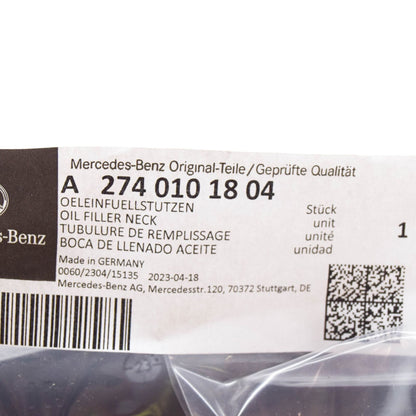 Mercedes-Benz Original-Teile/Geprüfte Qualität
A 274 010 18 04
OELEINFUELLSTUTZEN Stück
OIL FILLER NECK unit
TUBULURE DE REMPLISSAGE unité 1
BOCA DE LLENADO ACEITE unidad
Made in GERMANY
0060/2304/15135 2023-04-18
Mercedes-Benz AG, Mercedesstr.120, 70372 Stuttgart, DE
s-Benz